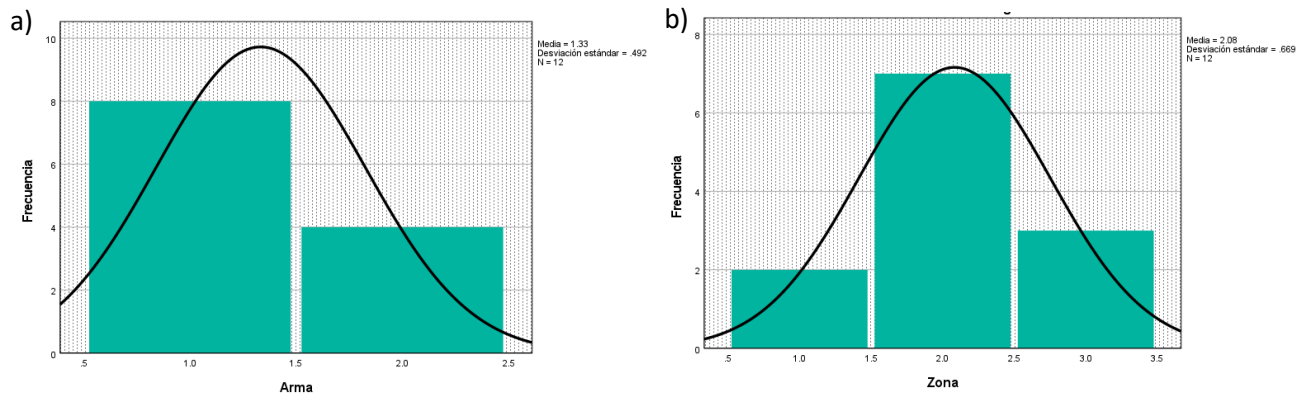 a)
Media = 1.33
Desviación estándar = .492
N = 12
10
8
6
4
2
0
Frecuencia
.5 1.0 1.5 2.0 2.5
Arma
b)
Media = 2.08
Desviación estándar = .669
N = 12
8
6
4
2
0
Frecuencia
.5 1.0 1.5 2.0 2.5 3.0 3.5
Zona